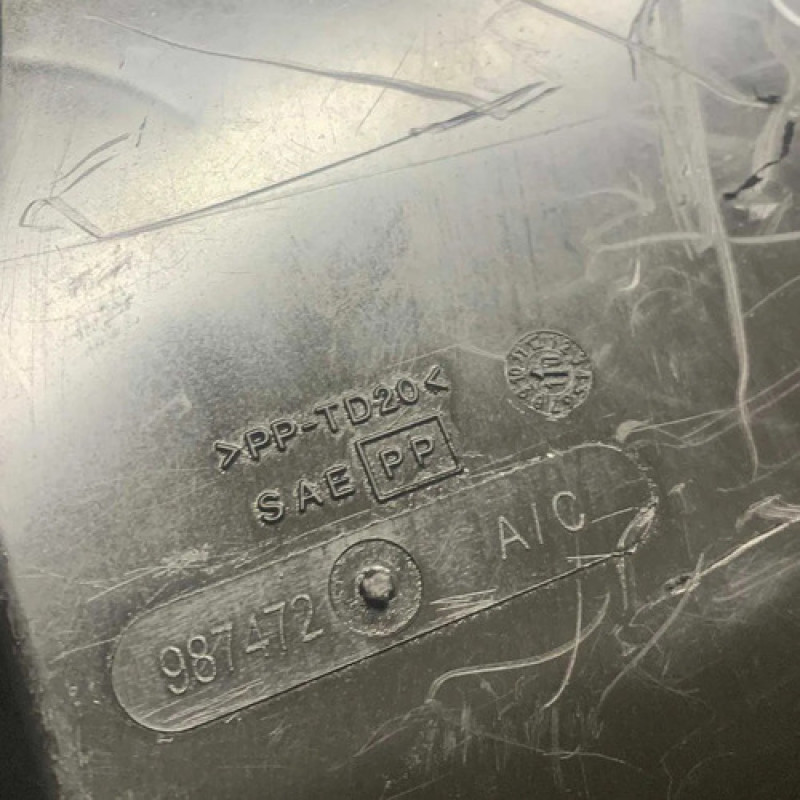 >PP-TD20<
SAE PP
987472 A/C